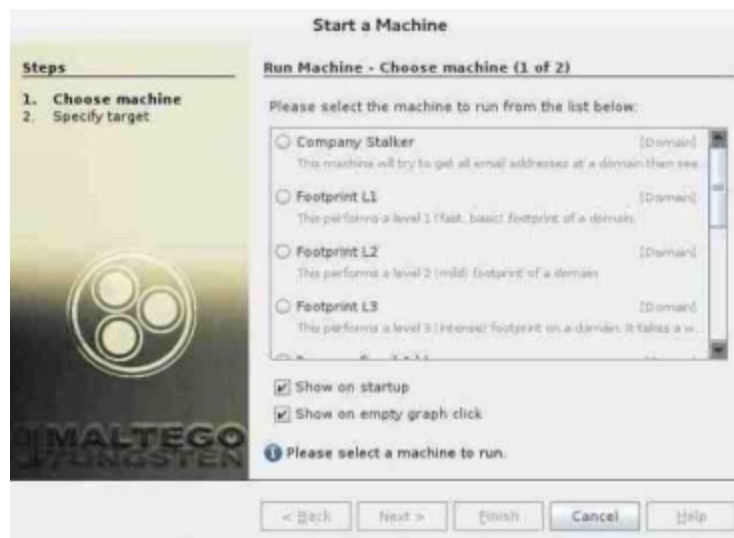 Start a Machine
Steps
1. Choose machine
2. Specify target
Run Machine - Choose machine (1 of 2)
Please select the machine to run from the list below:
Company Stalker [Domain]
This machine will try to get all email addresses at a domain then see
Footprint L1 [Domain]
This performs a level 1 (fast, basic) footprint of a domain.
Footprint L2 [Domain]
This performs a level 2 (mild) footprint of a domain
Footprint L3 [Domain]
This performs a level 3 (intense) footprint on a domain. It takes a w...
Show on startup
Show on empty graph click
MALTEGO
TUNGSTEN
Please select a machine to run.
< Back
Next >
Finish
Cancel
Help